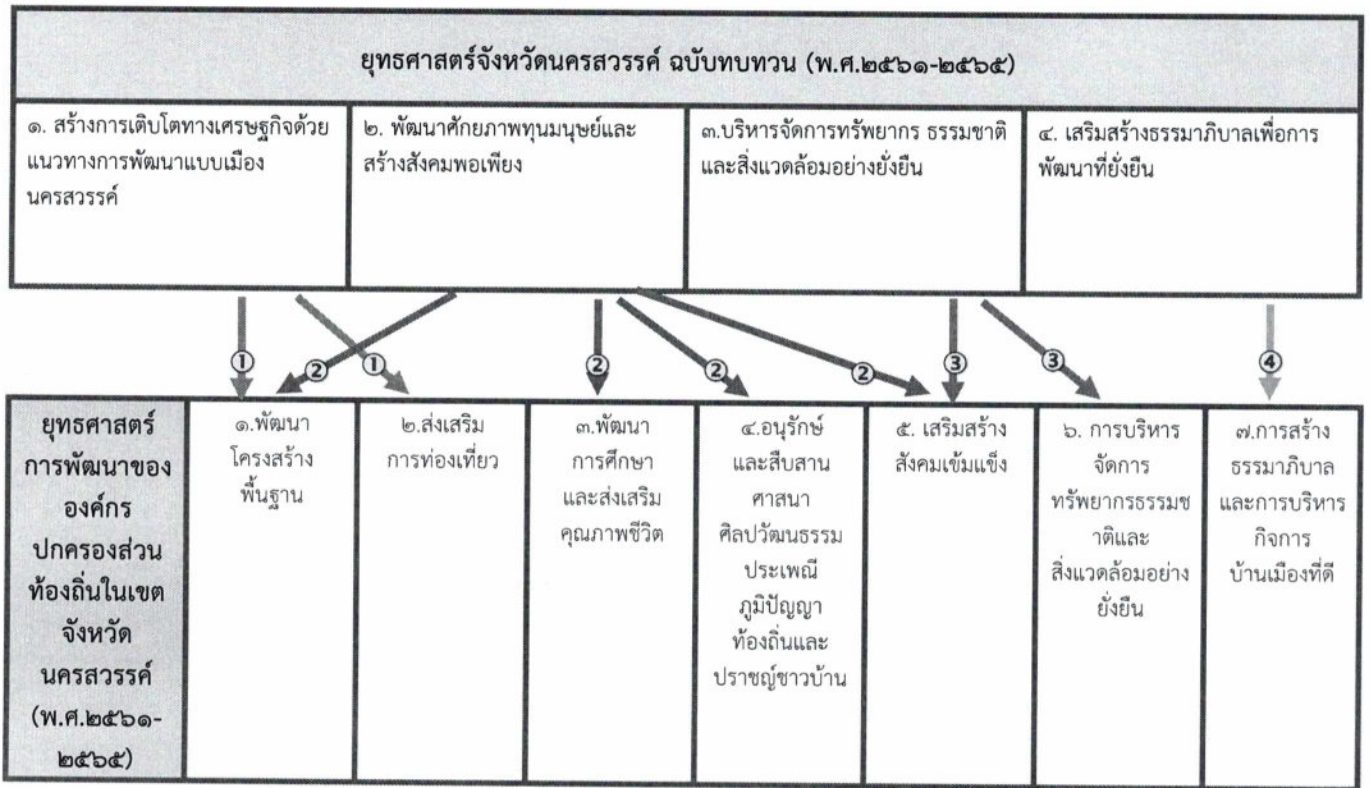 ยุทธศาสตร์จังหวัดนครสวรรค์ ฉบับทบทวน (พ.ศ.๒๕๖๑-๒๕๖๕)
๑. สร้างการเติบโตทางเศรษฐกิจด้วย
แนวทางการพัฒนาแบบเมือง
นครสวรรค์
๒. พัฒนาศักยภาพทุนมนุษย์และ
สร้างสังคมพอเพียง
๓.บริหารจัดการทรัพยากร ธรรมชาติ
และสิ่งแวดล้อมอย่างยั่งยืน
๔. เสริมสร้างธรรมาภิบาลเพื่อการ
พัฒนาที่ยั่งยืน
①
②
①
②
②
②
③
③
④
ยุทธศาสตร์
การพัฒนาของ
องค์กร
ปกครองส่วน
ท้องถิ่นในเขต
จังหวัด
นครสวรรค์
(พ.ศ.๒๕๖๑-
๒๕๖๕)
๑.พัฒนา
โครงสร้าง
พื้นฐาน
๒.ส่งเสริม
การท่องเที่ยว
๓.พัฒนา
การศึกษา
และส่งเสริม
คุณภาพชีวิต
๔.อนุรักษ์
และสืบสาน
ศาสนา
ศิลปวัฒนธรรม
ประเพณี
ภูมิปัญญา
ท้องถิ่นและ
ปราชญ์ชาวบ้าน
๕. เสริมสร้าง
สังคมเข้มแข็ง
๖. การบริหาร
จัดการ
ทรัพยากรธรรมช
าติและ
สิ่งแวดล้อมอย่าง
ยั่งยืน
๗.การสร้าง
ธรรมาภิบาล
และการบริหาร
กิจการ
บ้านเมืองที่ดี